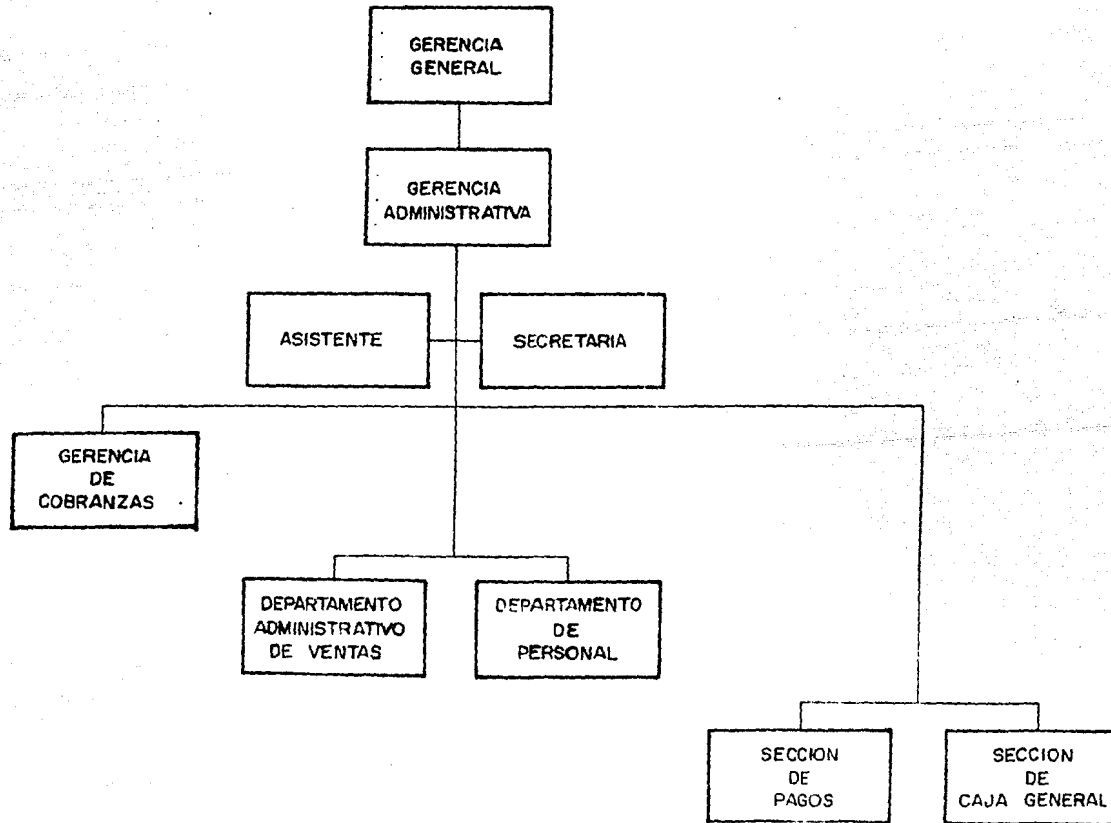 GERENCIA
GENERAL
GERENCIA
ADMINISTRATIVA
ASISTENTE
SECRETARIA
GERENCIA
DE
COBRANZAS
DEPARTAMENTO
ADMINISTRATIVO
DE VENTAS
DEPARTAMENTO
DE
PERSONAL
SECCION
DE
PAGOS
SECCION
DE
CAJA GENERAL